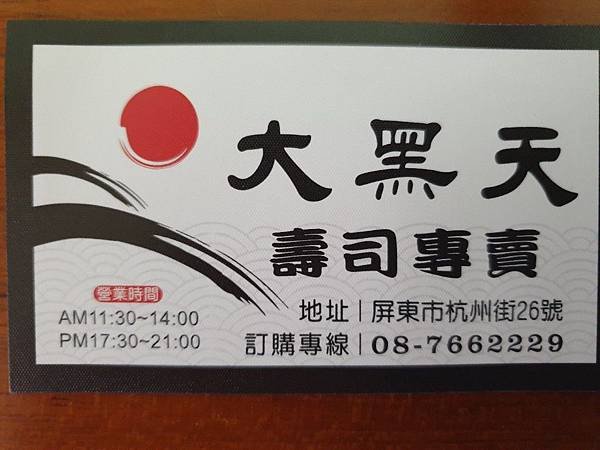 大黑天
壽司專賣
營業時間
AM11:30~14:00
PM17:30~21:00
地址|屏東市杭州街26號
訂購專線|08-7662229